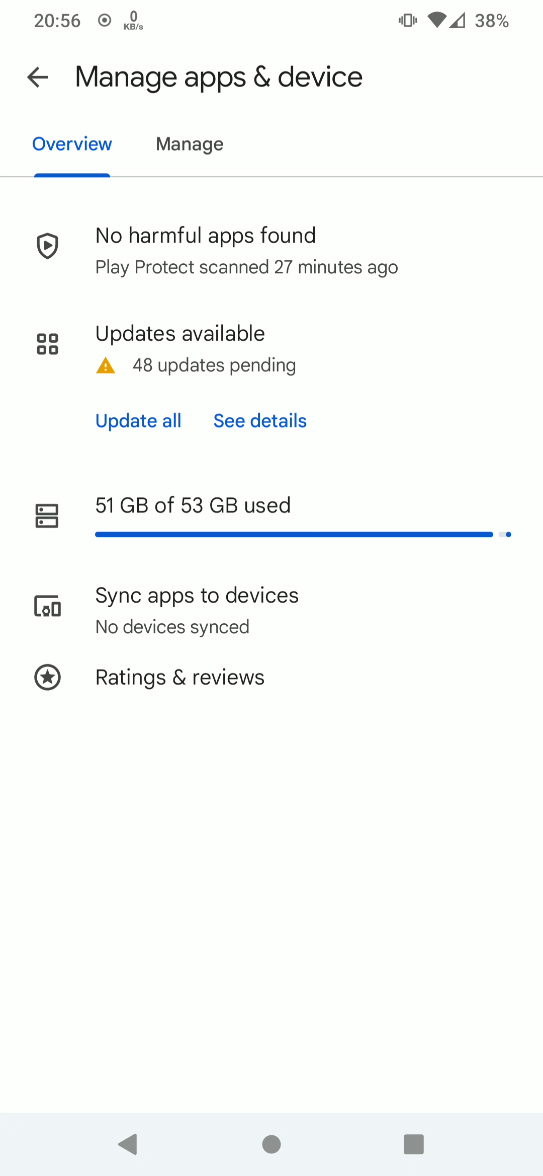 20:56 0 KB/s 38%
Manage apps & device
Overview Manage
No harmful apps found
Play Protect scanned 27 minutes ago
Updates available
48 updates pending
Update all See details
51 GB of 53 GB used
Sync apps to devices
No devices synced
Ratings & reviews